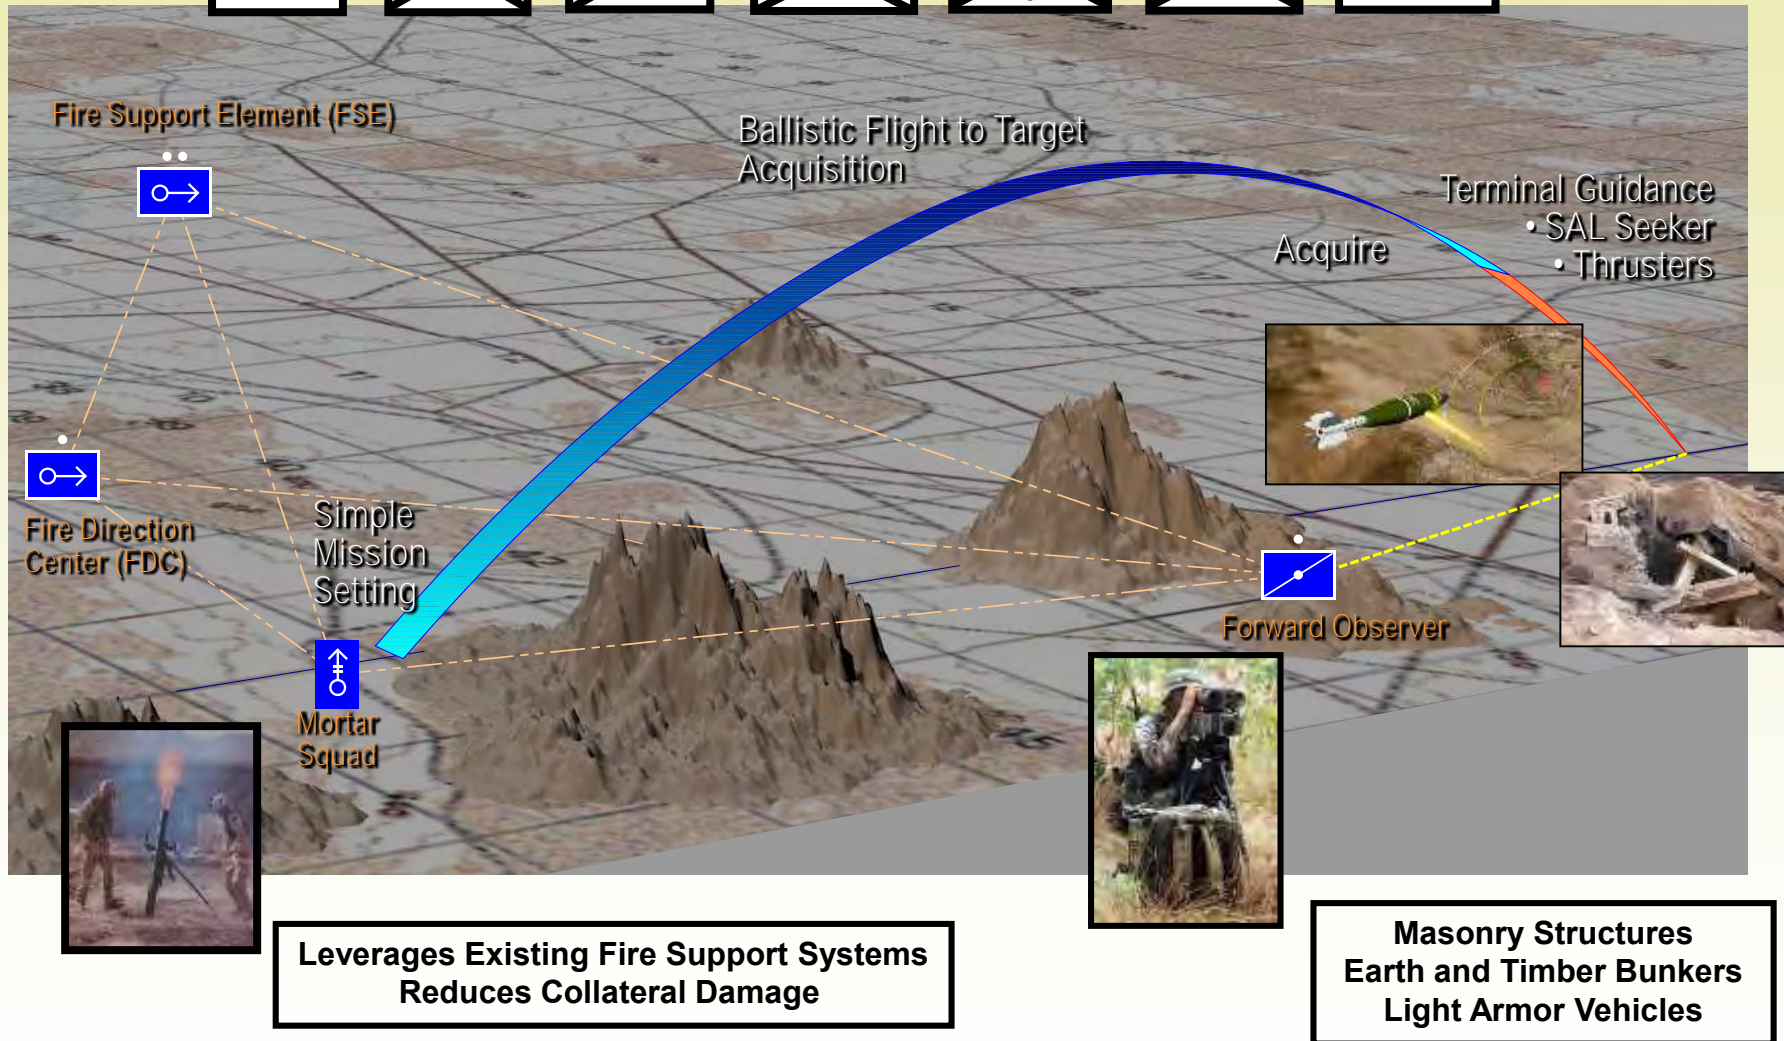 Fire Support Element (FSE)
Ballistic Flight to Target
Acquisition
Terminal Guidance
• SAL Seeker
• Thrusters
Acquire
Simple
Mission
Setting
Fire Direction
Center (FDC)
Forward Observer
Mortar
Squad
Leverages Existing Fire Support Systems
Reduces Collateral Damage
Masonry Structures
Earth and Timber Bunkers
Light Armor Vehicles